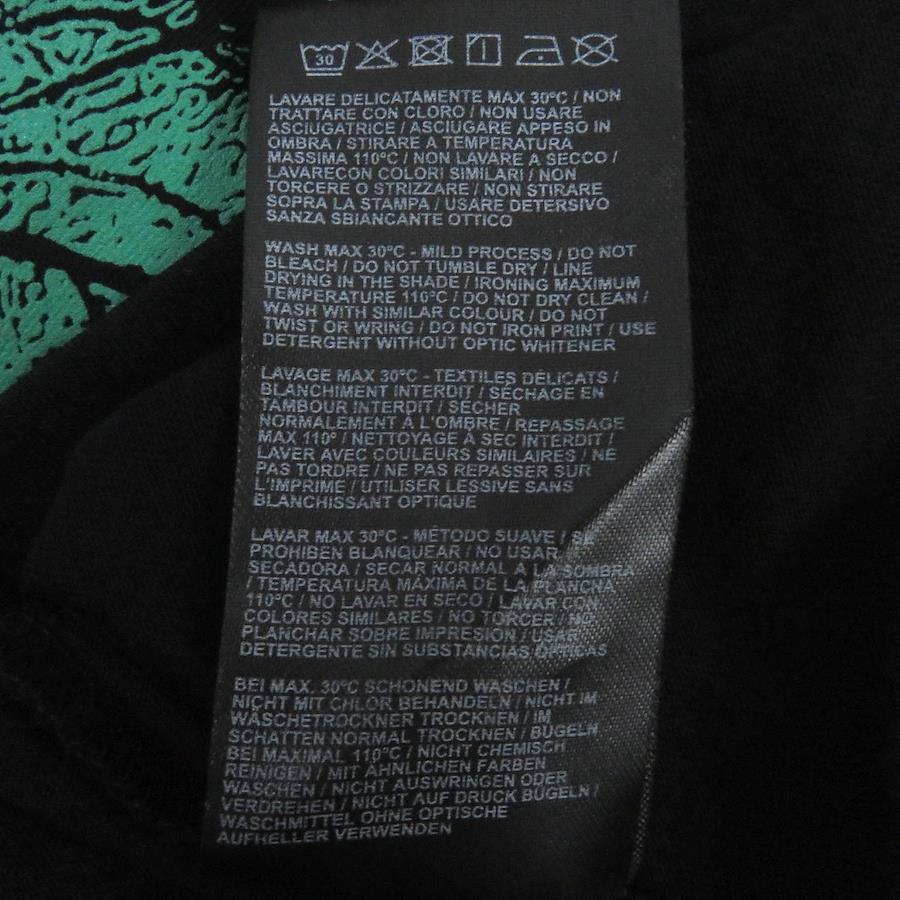 30
LAVARE DELICATAMENTE MAX 30°C / NON
TRATTARE CON CLORO / NON USARE
ASCIUGATRICE / ASCIUGARE APPESO IN
OMBRA / STIRARE A TEMPERATURA
MASSIMA 110°C / NON LAVARE A SECCO /
LAVARECON COLORI SIMILARI / NON
TORCERE O STRIZZARE / NON STIRARE
SOPRA LA STAMPA / USARE DETERSIVO
SANZA SBIANCANTE OTTICO
WASH MAX 30°C - MILD PROCESS / DO NOT
BLEACH / DO NOT TUMBLE DRY / LINE
DRYING IN THE SHADE / IRONING MAXIMUM
TEMPERATURE 110°C / DO NOT DRY CLEAN /
WASH WITH SIMILAR COLOUR / DO NOT
TWIST OR WRING / DO NOT IRON PRINT / USE
DETERGENT WITHOUT OPTIC WHITENER
LAVAGE MAX 30°C - TEXTILES DÉLICATS /
BLANCHIMENT INTERDIT / SÉCHAGE EN
TAMBOUR INTERDIT / SECHER
NORMALEMENT À L'OMBRE / REPASSAGE
MAX 110° / NETTOYAGE À SEC INTERDIT /
LAVER AVEC COULEURS SIMILAIRES / NE
PAS TORDRE / NE PAS REPASSER SUR
L'IMPRIME / UTILISER LESSIVE SANS
BLANCHISSANT OPTIQUE
LAVAR MAX 30°C - MÉTODO SUAVE / SE
PROHIBEN BLANQUEAR / NO USAR
SECADORA / SECAR NORMAL A LA SOMBRA
/ TEMPERATURA MÁXIMA DE LA PLANCHA
110°C / NO LAVAR EN SECO / LAVAR CON
COLORES SIMILARES / NO TORCER / NO
PLANCHAR SOBRE IMPRESIÓN / USAR
DETERGENTE SIN SUBSTANCIAS ÓPTICAS
BEI MAX. 30°C SCHONEND WASCHEN /
NICHT MIT CHLOR BEHANDELN / NICHT IM
WÄSCHETROCKNER TROCKNEN / IM
SCHATTEN NORMAL TROCKNEN / BÜGELN
BEI MAXIMAL 110°C / NICHT CHEMISCH
REINIGEN / MIT ÄHNLICHEN FARBEN
WASCHEN / NICHT AUSWRINGEN ODER
VERDREHEN / NICHT AUF DRUCK BÜGELN /
WASCHMITTEL OHNE OPTISCHE
AUFHELLER VERWENDEN